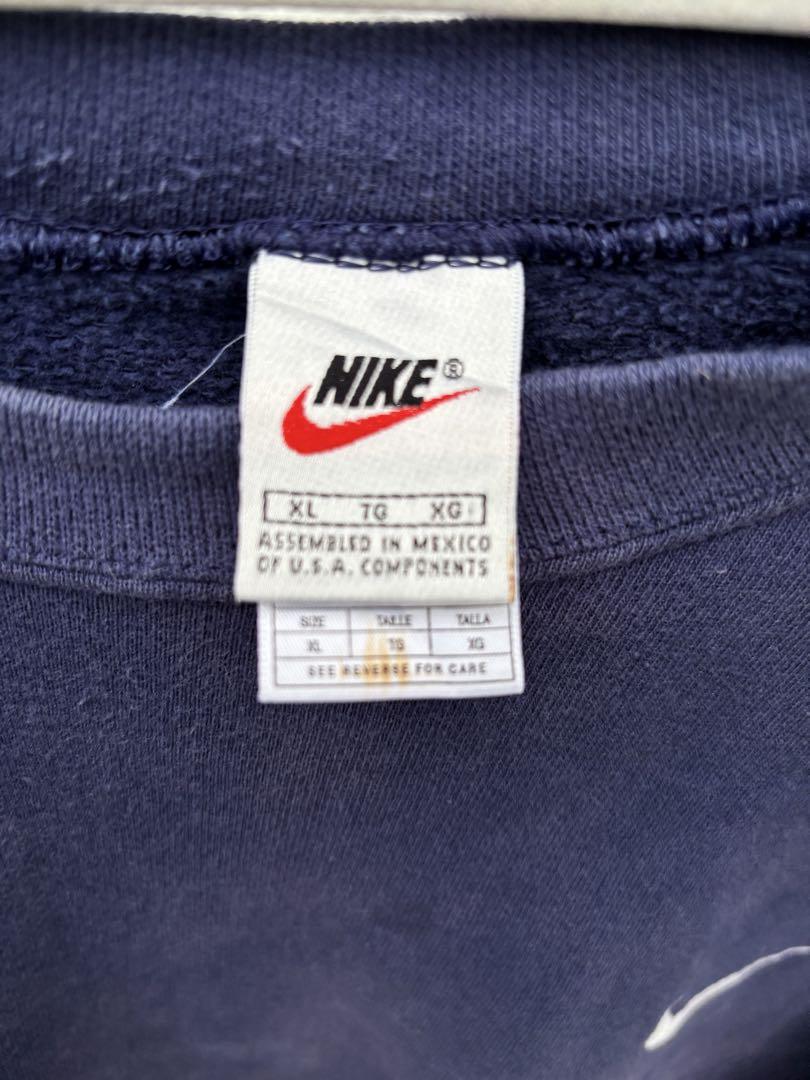 NIKE®
XL TG XG
ASSEMBLED IN MEXICO
OF U.S.A. COMPONENTS
SIZE TAILLE TALLA
XL TG XG
SEE REVERSE FOR CARE